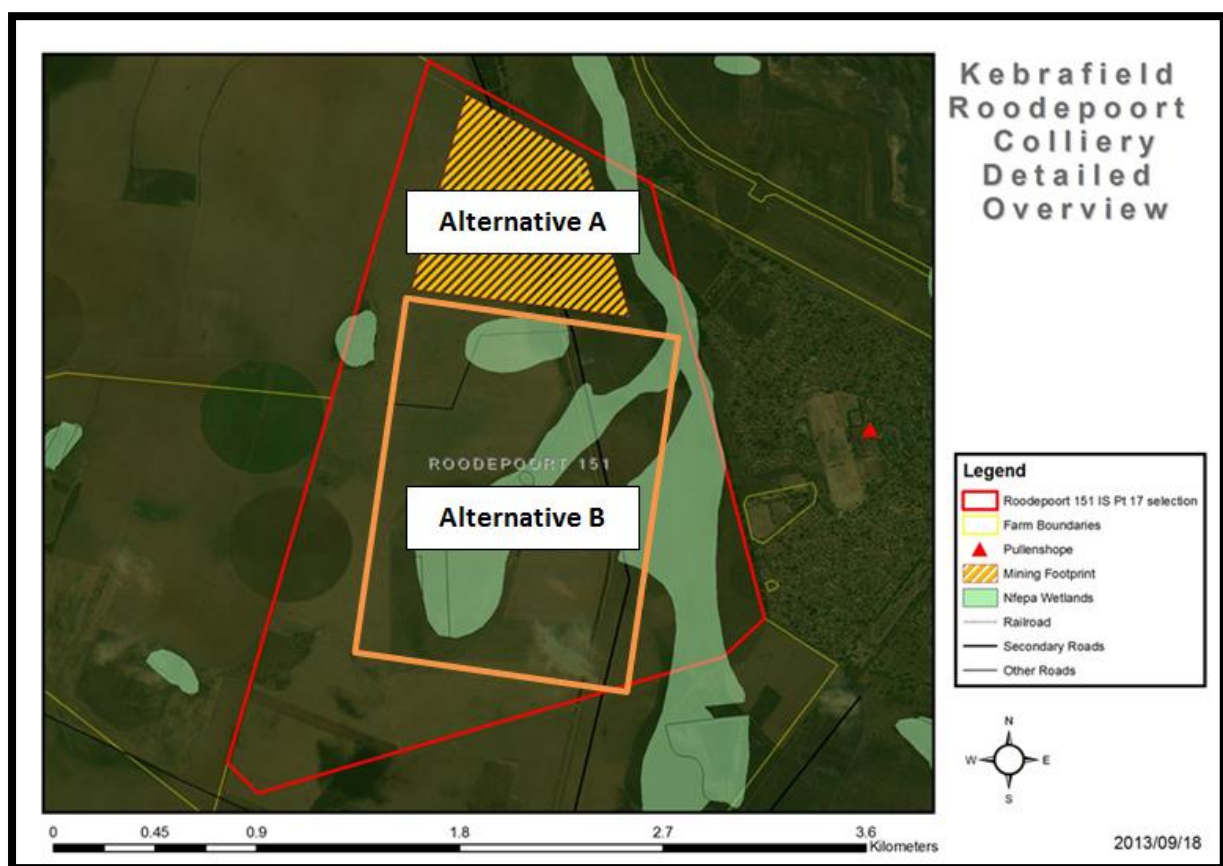 Kebrafield
Roodepoort
Colliery
Detailed
Overview
Alternative A
ROODEPOORT 151
Alternative B
Legend
Roodepoort 151 IS Pt 17 selection
Farm Boundaries
Pullenshope
Mining Footprint
Nfepa Wetlands
Railroad
Secondary Roads
Other Roads
N
W E
S
0 0.45 0.9 1.8 2.7 3.6
Kilometers
2013/09/18